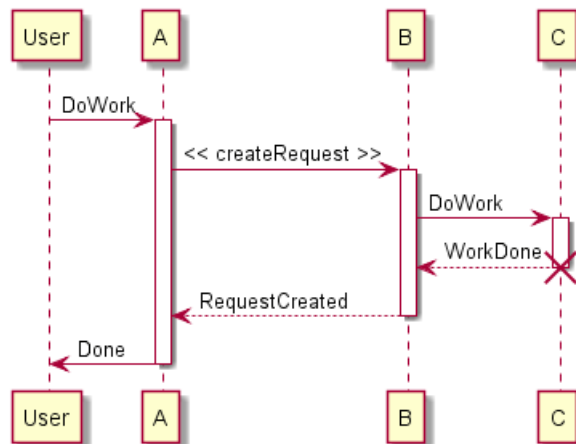 User A B C
DoWork
<< createRequest >>
DoWork
WorkDone
RequestCreated
Done
User A B C